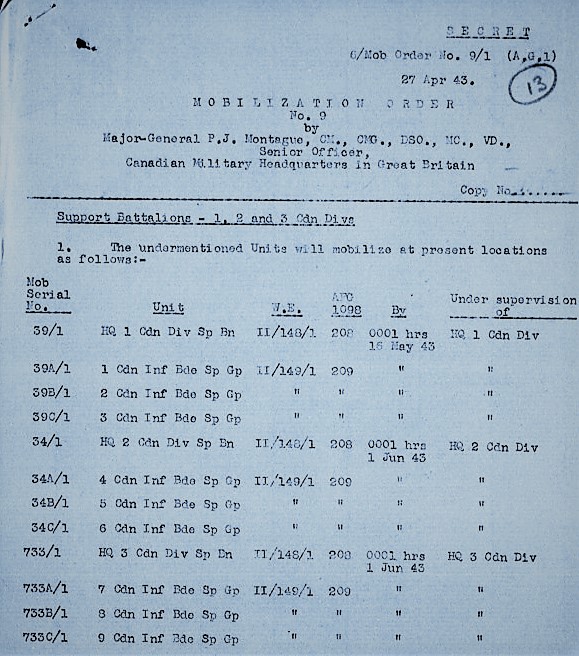 S E C R E T
6/Mob Order No. 9/1 (A.G.1)
27 Apr 43.
13
M O B I L I Z A T I O N   O R D E R
No. 9
by
Major-General P.J. Montague, CMG., DSO., MC., VD.,
Senior Officer,
Canadian Military Headquarters in Great Britain
Copy No.......
Support Battalions - 1, 2 and 3 Cdn Divs
1. The undermentioned Units will mobilize at present locations
as follows:-
Mob
Serial AFG Under supervision
No. Unit W.E. 1098 By of
39/1 HQ 1 Cdn Div Sp Bn II/148/1 208 0001 hrs HQ 1 Cdn Div
15 May 43
39A/1 1 Cdn Inf Bde Sp Gp II/149/1 209 " "
39B/1 2 Cdn Inf Bde Sp Gp " " " "
39C/1 3 Cdn Inf Bde Sp Gp " " " "
34/1 HQ 2 Cdn Div Sp Bn II/148/1 208 0001 hrs HQ 2 Cdn Div
1 Jun 43
34A/1 4 Cdn Inf Bde Sp Gp II/149/1 209 " "
34B/1 5 Cdn Inf Bde Sp Gp " " " "
34C/1 6 Cdn Inf Bde Sp Gp " " " "
733/1 HQ 3 Cdn Div Sp Bn II/148/1 208 0001 hrs HQ 3 Cdn Div
1 Jun 43
733A/1 7 Cdn Inf Bde Sp Gp II/149/1 209 " "
733B/1 8 Cdn Inf Bde Sp Gp " " " "
733C/1 9 Cdn Inf Bde Sp Gp " " " "